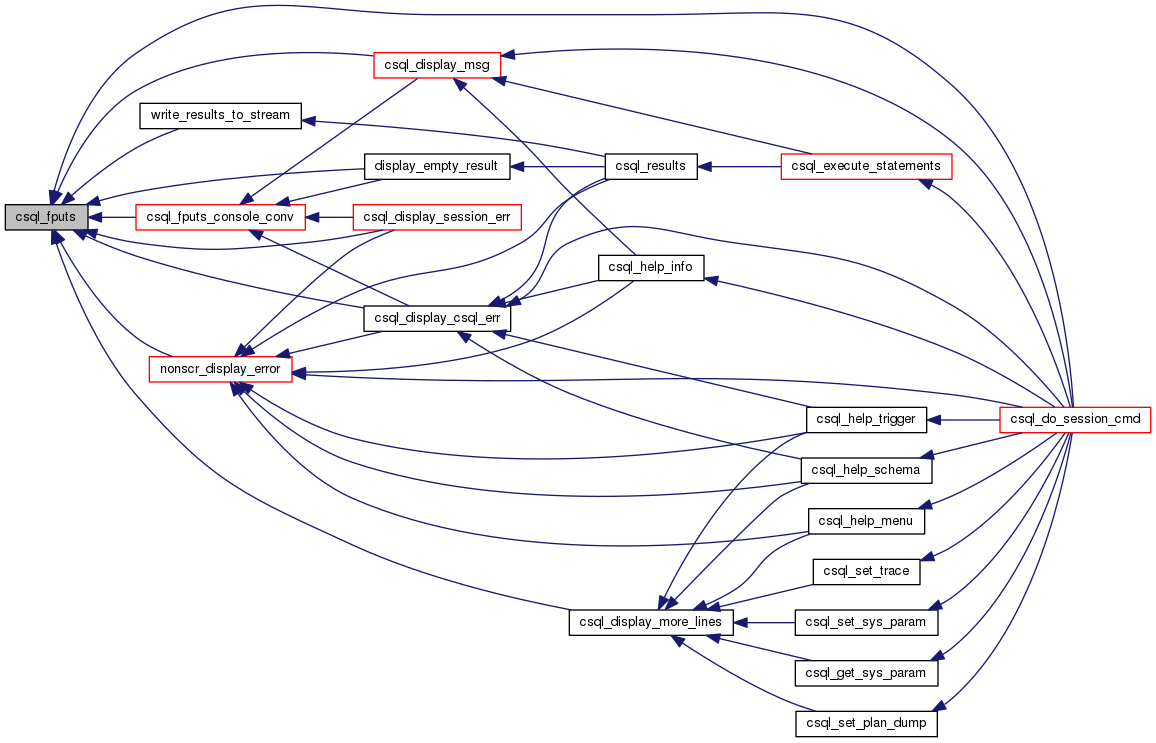 csql_display_msg
write_results_to_stream
display_empty_result
csql_results
csql_execute_statements
csql_fputs
csql_fputs_console_conv
csql_display_session_err
csql_help_info
csql_display_csql_err
nonscr_display_error
csql_help_trigger
csql_do_session_cmd
csql_help_schema
csql_help_menu
csql_set_trace
csql_display_more_lines
csql_set_sys_param
csql_get_sys_param
csql_set_plan_dump